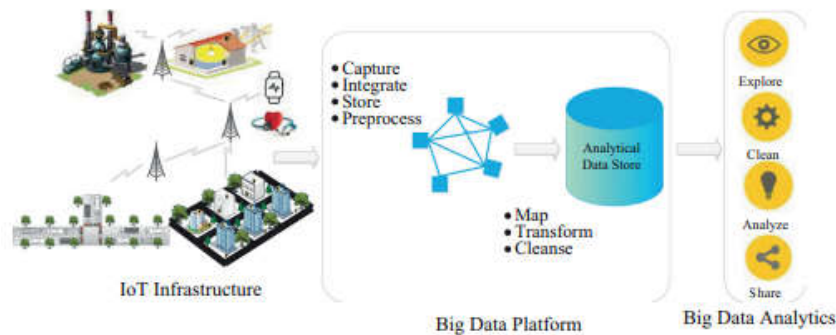 • Capture
• Integrate
• Store
• Preprocess
Analytical
Data Store
• Map
• Transform
• Cleanse
Explore
Clean
Analyze
Share
IoT Infrastructure
Big Data Platform
Big Data Analytics